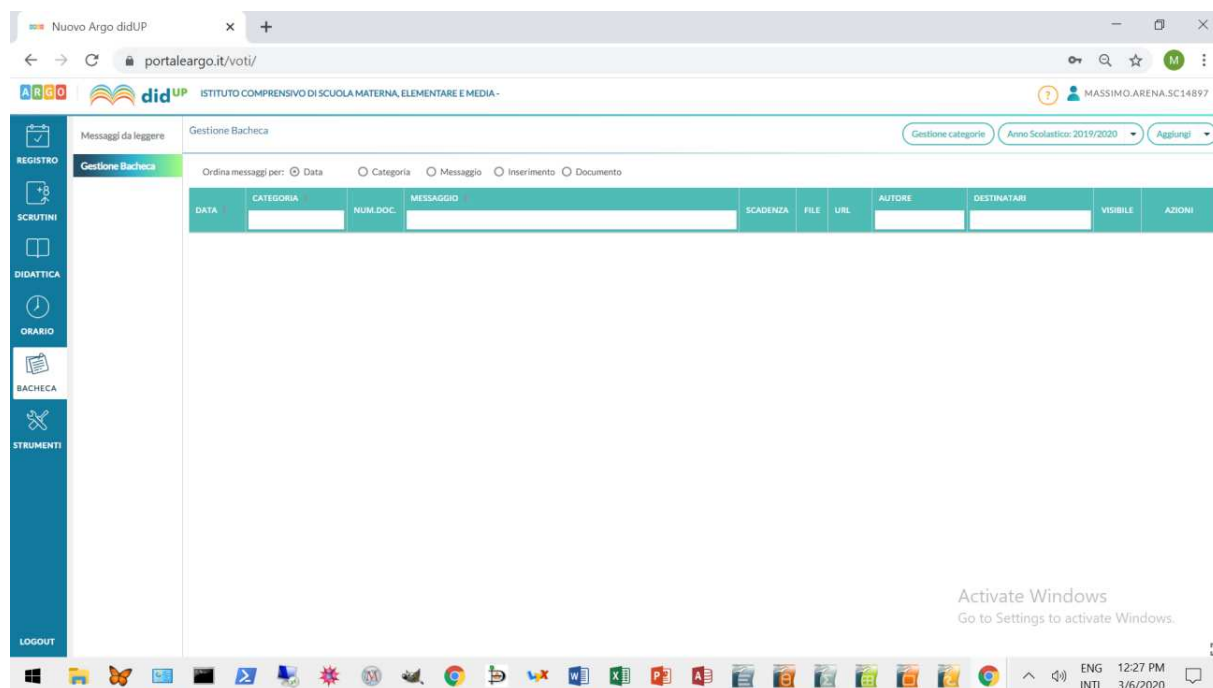 Nuovo Argo didUP
portaleargo.it/voti/
M
ARGO didUP ISTITUTO COMPRENSIVO DI SCUOLA MATERNA, ELEMENTARE E MEDIA - ? MASSIMO.ARENA.SC14897
Messaggi da leggere
Gestione Bacheca
Gestione Bacheca Gestione categorie Anno Scolastico: 2019/2020 Aggiungi
Ordina messaggi per: Data Categoria Messaggio Inserimento Documento
DATA CATEGORIA NUM.DOC. MESSAGGIO SCADENZA FILE URL AUTORE DESTINATARI VISIBILE AZIONI
REGISTRO
SCRUTINI
DIDATTICA
ORARIO
BACHECA
STRUMENTI
LOGOUT
Activate Windows
Go to Settings to activate Windows.
ENG 12:27 PM
INTL 3/6/2020